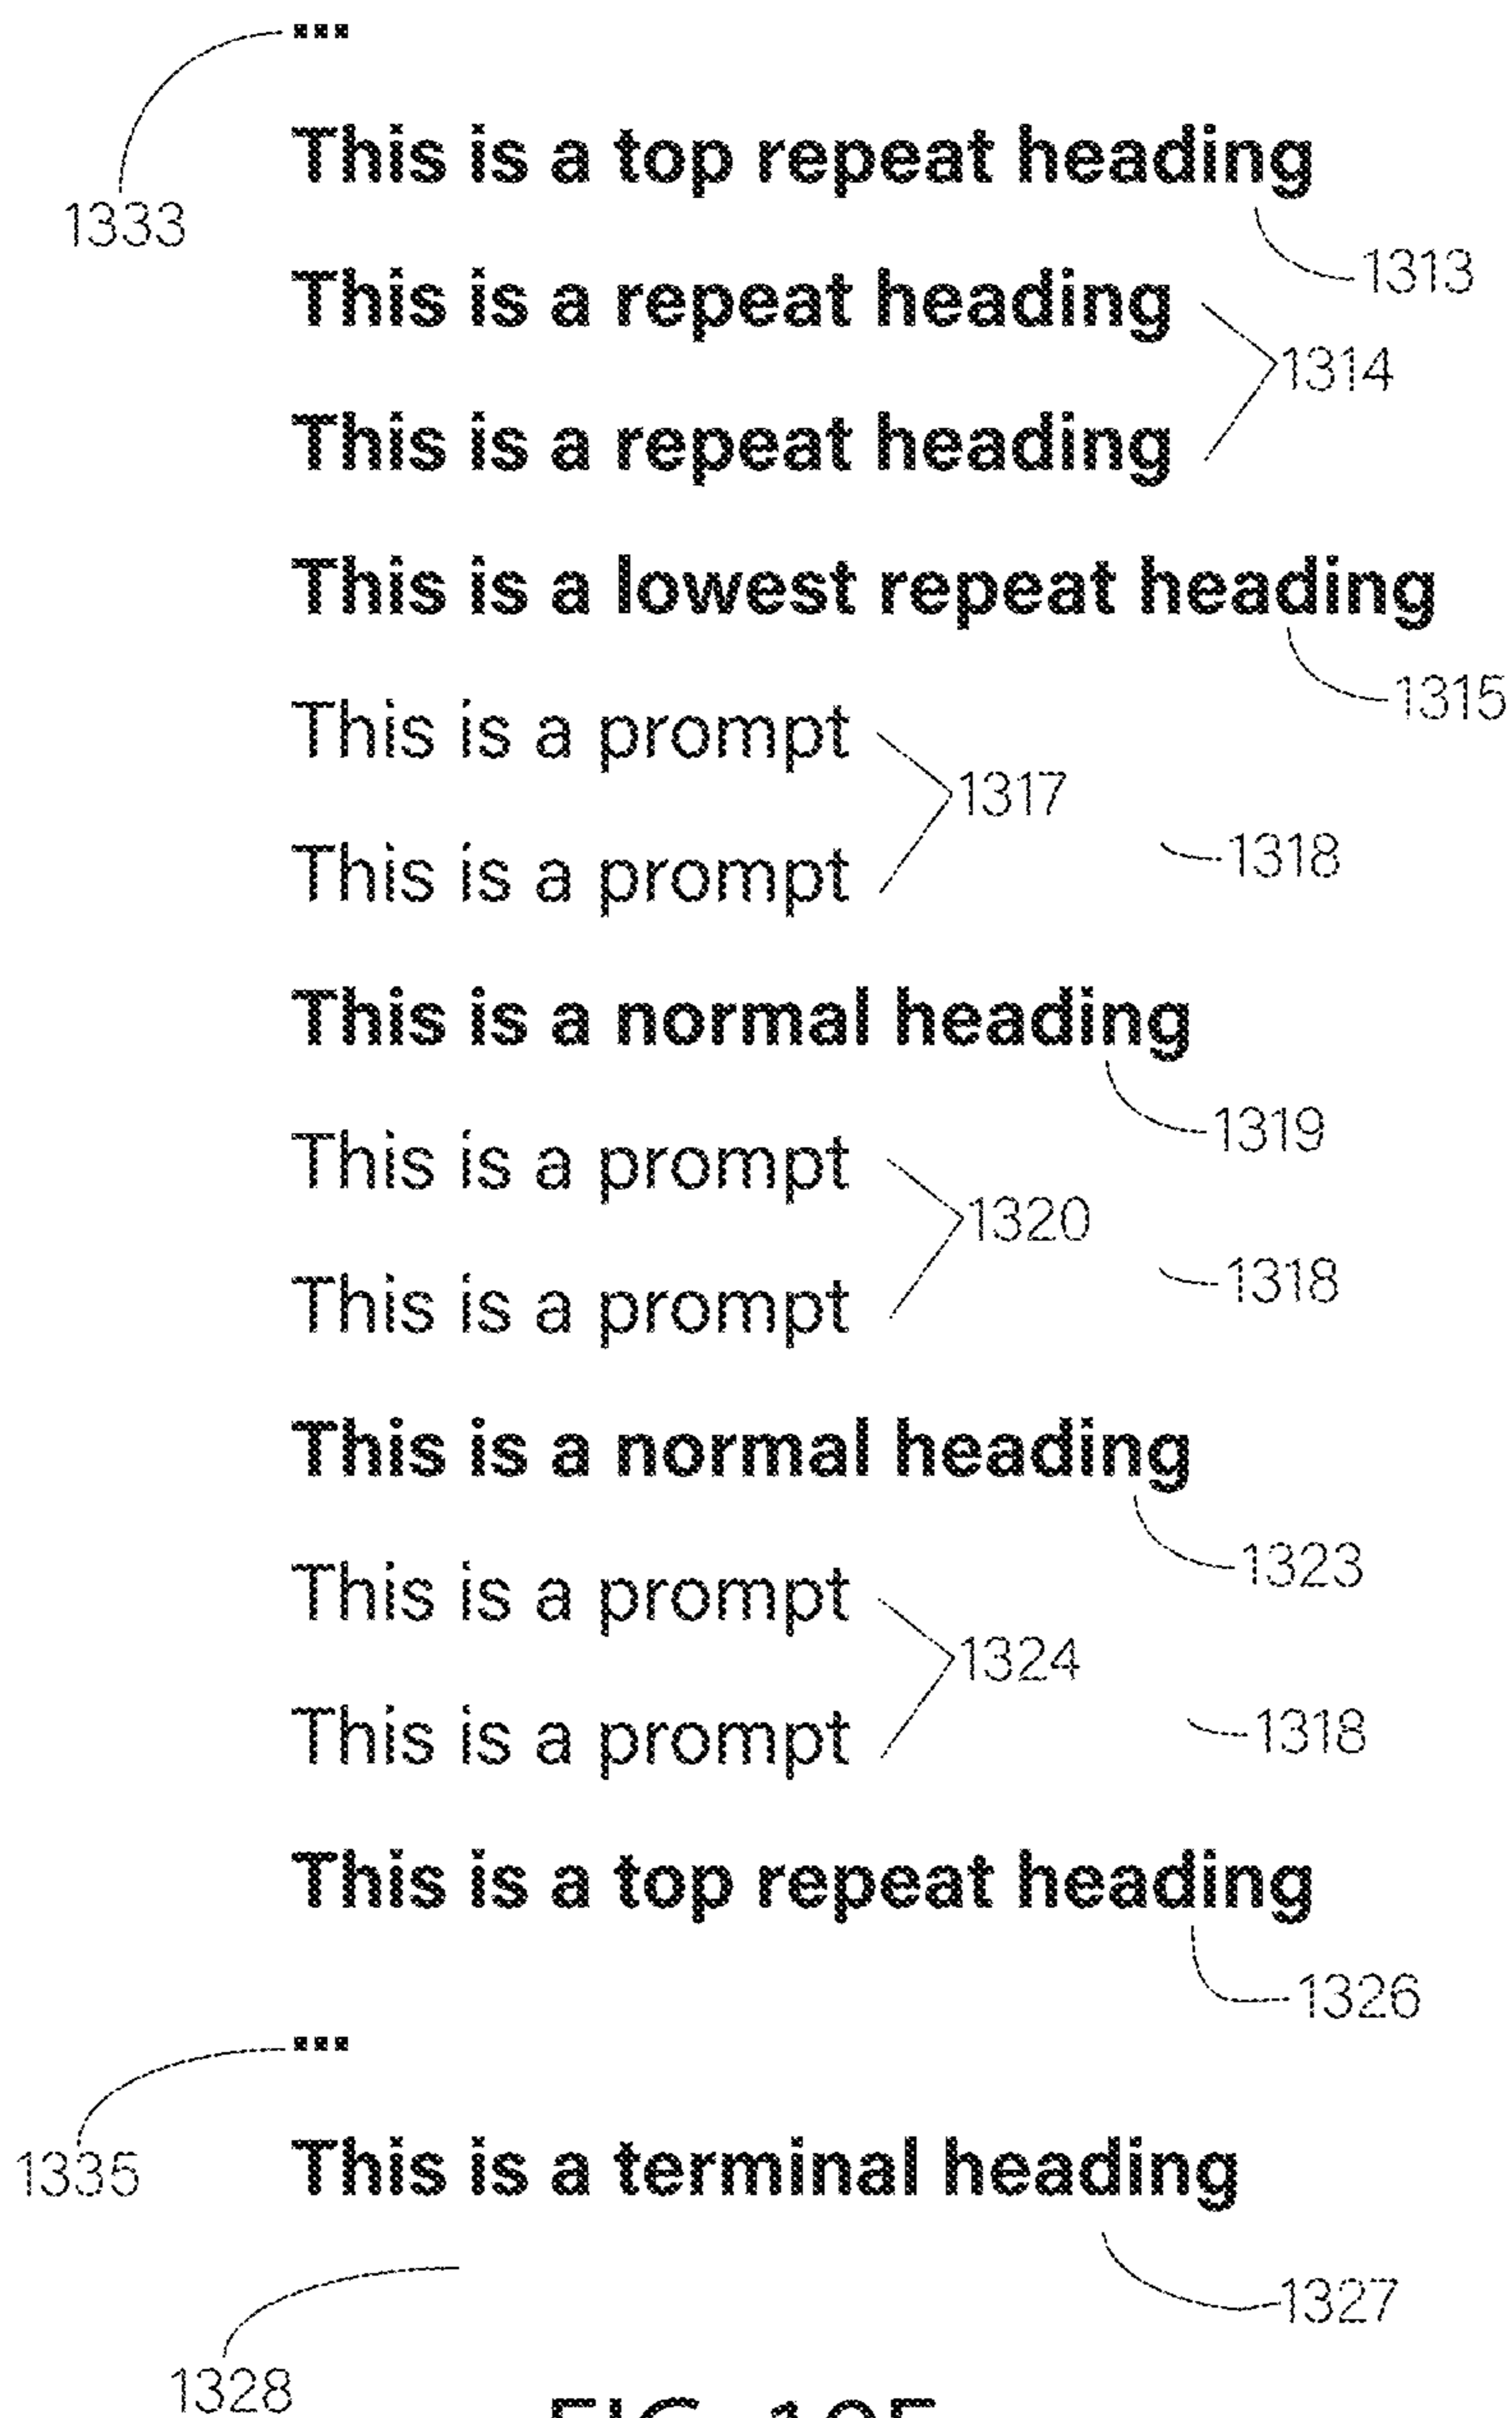 ...
This is a top repeat heading
1333
1313
This is a repeat heading
1314
This is a repeat heading
This is a lowest repeat heading
1315
This is a prompt
1317
1318
This is a prompt
This is a normal heading
1319
This is a prompt
1320
1318
This is a prompt
This is a normal heading
1323
This is a prompt
1324
1318
This is a prompt
This is a top repeat heading
1326
...
1335
This is a terminal heading
1327
1328